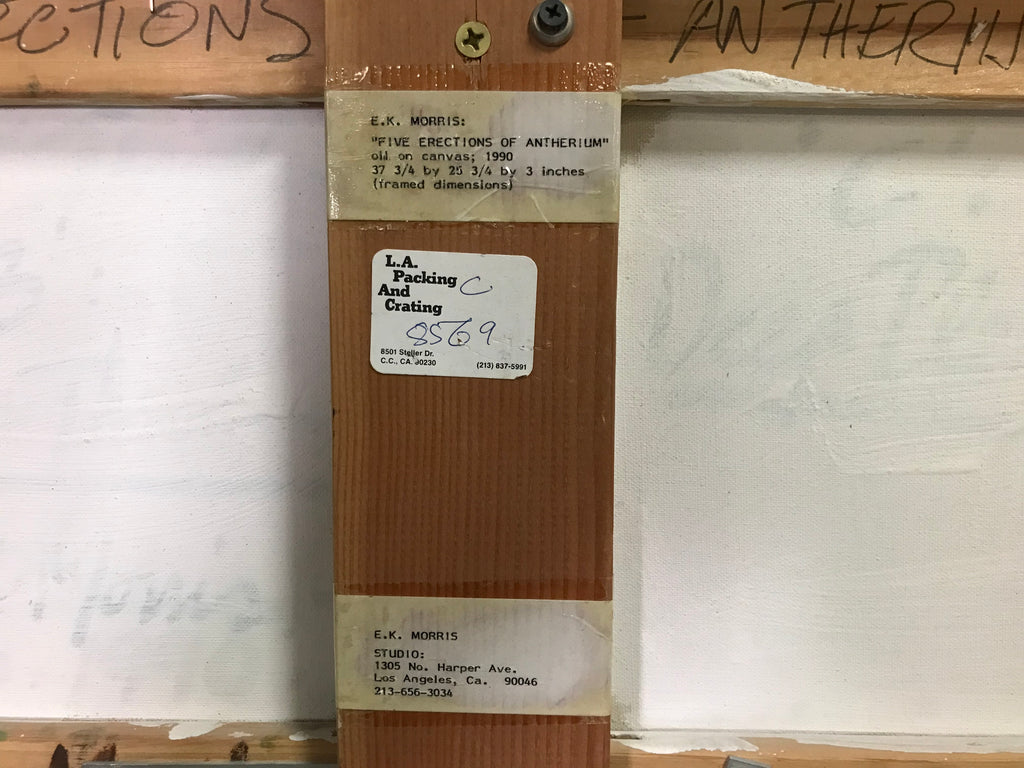 ECTIONS - ANTHERIU
E.K. MORRIS:
"FIVE ERECTIONS OF ANTHERIUM"
oil on canvas; 1990
37 3/4 by 25 3/4 by 3 inches
(framed dimensions)
L.A.
Packing C
And
Crating
8569
8501 Steller Dr.
C.C., CA. 90230 (213) 837-5991
E.K. MORRIS
STUDIO:
1305 No. Harper Ave.
Los Angeles, Ca. 90046
213-656-3034